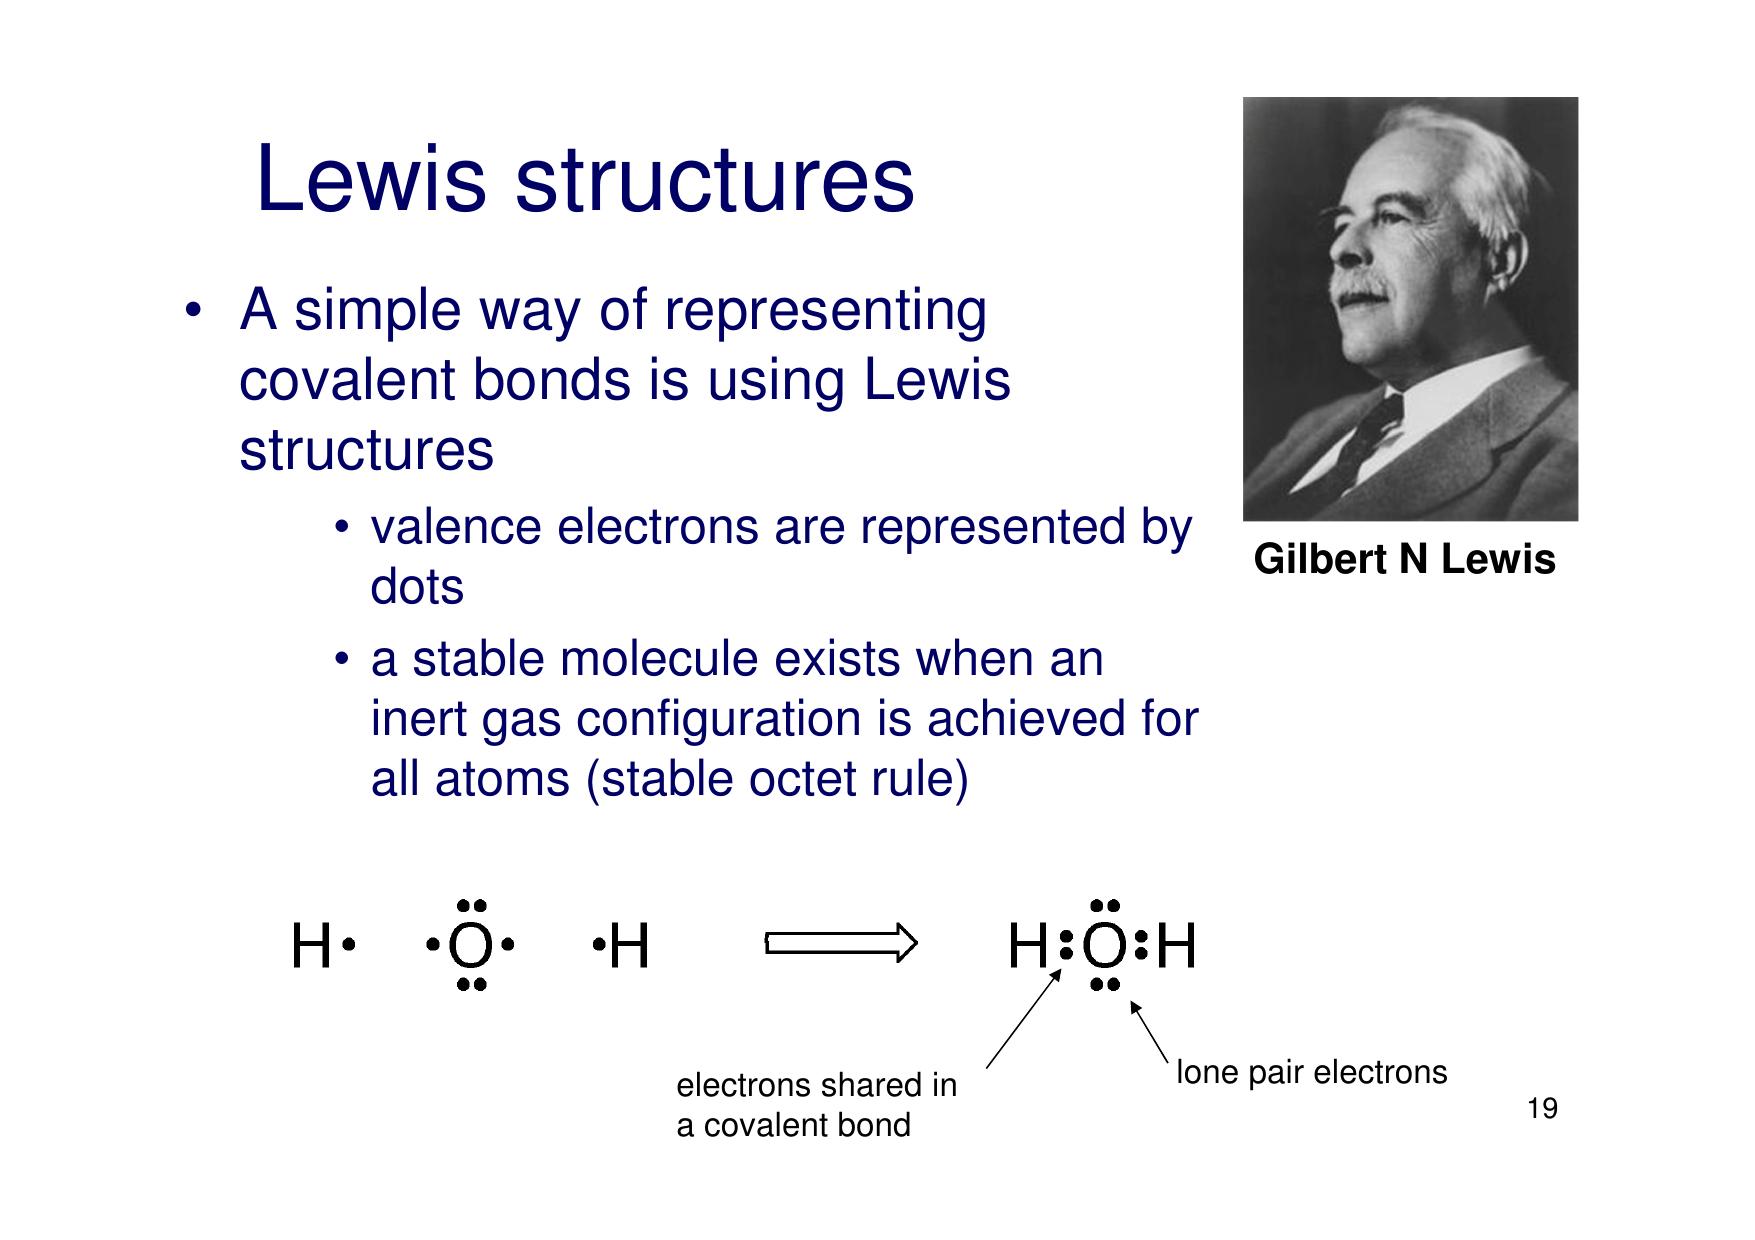 Lewis structures
• A simple way of representing
covalent bonds is using Lewis
structures
• valence electrons are represented by
dots
• a stable molecule exists when an
inert gas configuration is achieved for
all atoms (stable octet rule)
Gilbert N Lewis
H· ·O· ·H H:O:H
electrons shared in
a covalent bond
lone pair electrons
19